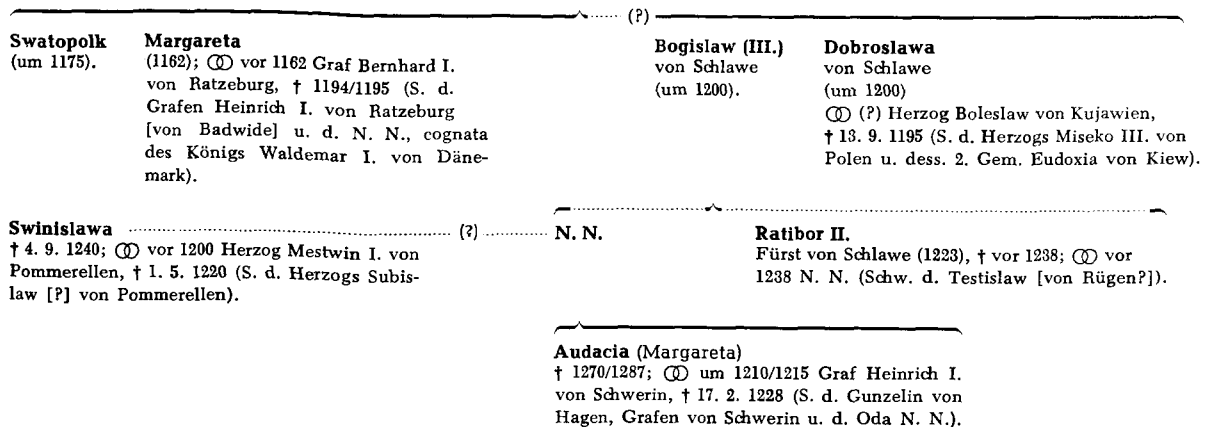 (?)
Swatopolk
(um 1175).
Margareta
(1162); ⚭ vor 1162 Graf Bernhard I.
von Ratzeburg, † 1194/1195 (S. d.
Grafen Heinrich I. von Ratzeburg
[von Badwide] u. d. N. N., cognata
des Königs Waldemar I. von Däne-
mark).
Bogislaw (III.)
von Schlawe
(um 1200).
Dobroslawa
von Schlawe
(um 1200)
⚭ (?) Herzog Boleslaw von Kujawien,
† 13. 9. 1195 (S. d. Herzogs Miseko III. von
Polen u. dess. 2. Gem. Eudoxia von Kiew).
Swinislawa (?) N. N.
† 4. 9. 1240; ⚭ vor 1200 Herzog Mestwin I. von
Pommerellen, † 1. 5. 1220 (S. d. Herzogs Subis-
law [?] von Pommerellen).
Ratibor II.
Fürst von Schlawe (1223), † vor 1238; ⚭ vor
1238 N. N. (Schw. d. Testislaw [von Rügen?]).
Audacia (Margareta)
† 1270/1287; ⚭ um 1210/1215 Graf Heinrich I.
von Schwerin, † 17. 2. 1228 (S. d. Gunzelin von
Hagen, Grafen von Schwerin u. d. Oda N. N.).